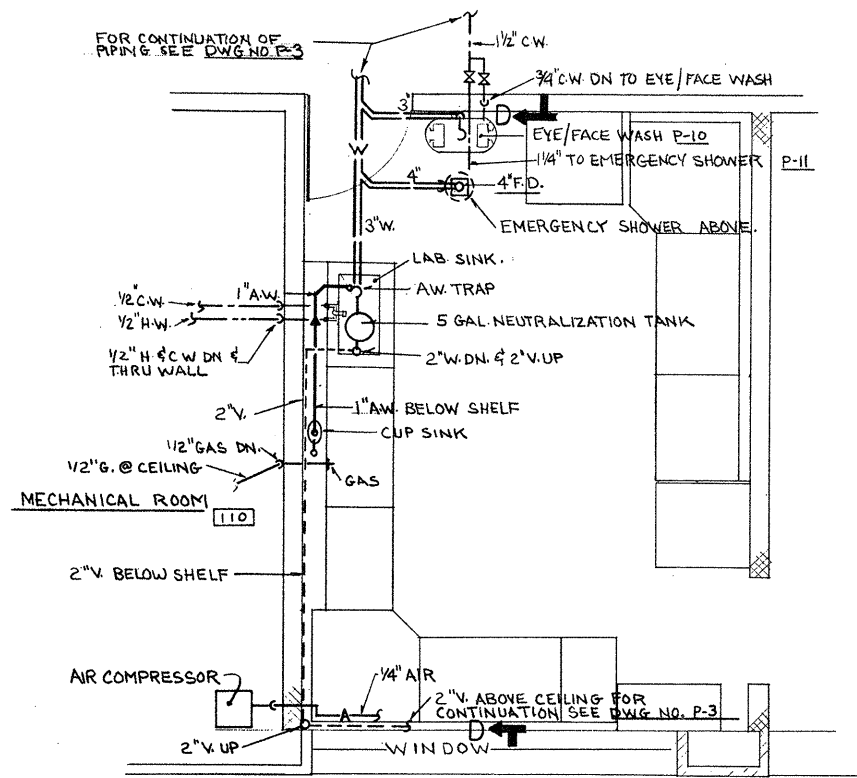 FOR CONTINUATION OF
PIPING SEE DWG NO. P-3
1½" C.W.
¾" C.W. DN TO EYE/FACE WASH
3"
D
EYE/FACE WASH P-10
W
1¼" TO EMERGENCY SHOWER P-11
4"
4" F.D.
3" W.
EMERGENCY SHOWER ABOVE.
LAB SINK.
1" A.W.
A.W. TRAP
½" C.W.
½" H.W.
5 GAL. NEUTRALIZATION TANK
½" H & C W DN &
THRU WALL
2" W. DN. & 2" V. UP
2" V.
1" A.W. BELOW SHELF
CUP SINK
½" GAS DN.
½" G. @ CEILING
GAS
MECHANICAL ROOM
110
2" V. BELOW SHELF
AIR COMPRESSOR
¼" AIR
A
2" V. ABOVE CEILING FOR
CONTINUATION SEE DWG NO. P-3
D
2" V. UP
WINDOW